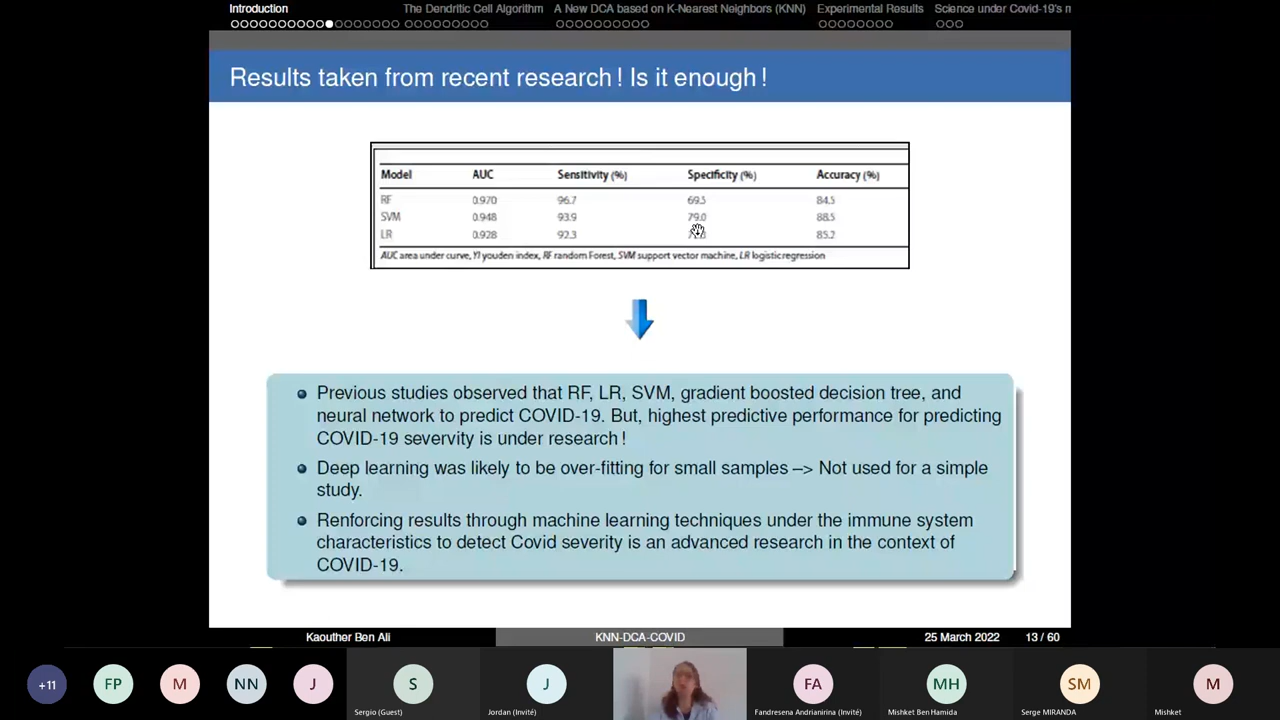 Introduction
The Dendritic Cell Algorithm
A New DCA based on K-Nearest Neighbors (KNN)
Experimental Results
Science under Covid-19's
Results taken from recent research ! Is it enough !
Model AUC Sensitivity (%) Specificity (%) Accuracy (%)
RF 0.970 96.7 69.5 84.5
SVM 0.948 93.9 79.0 88.5
LR 0.928 92.3 85.2
AUC area under curve, YI youden index, RF random Forest, SVM support vector machine, LR logistic regression
Previous studies observed that RF, LR, SVM, gradient boosted decision tree, and
neural network to predict COVID-19. But, highest predictive performance for predicting
COVID-19 severvity is under research !
Deep learning was likely to be over-fitting for small samples –> Not used for a simple
study.
Renforcing results through machine learning techniques under the immune system
characteristics to detect Covid severity is an advanced research in the context of
COVID-19.
Kaouther Ben Ali
KNN-DCA-COVID
25 March 2022
13 / 60
+11
FP
M
NN
J
S
J
FA
MH
SM
M
Sergio (Guest)
Jordan (Invité)
Fandresena Andrianirina (Invité)
Mishket Ben Hamida
Serge MIRANDA
Mishket